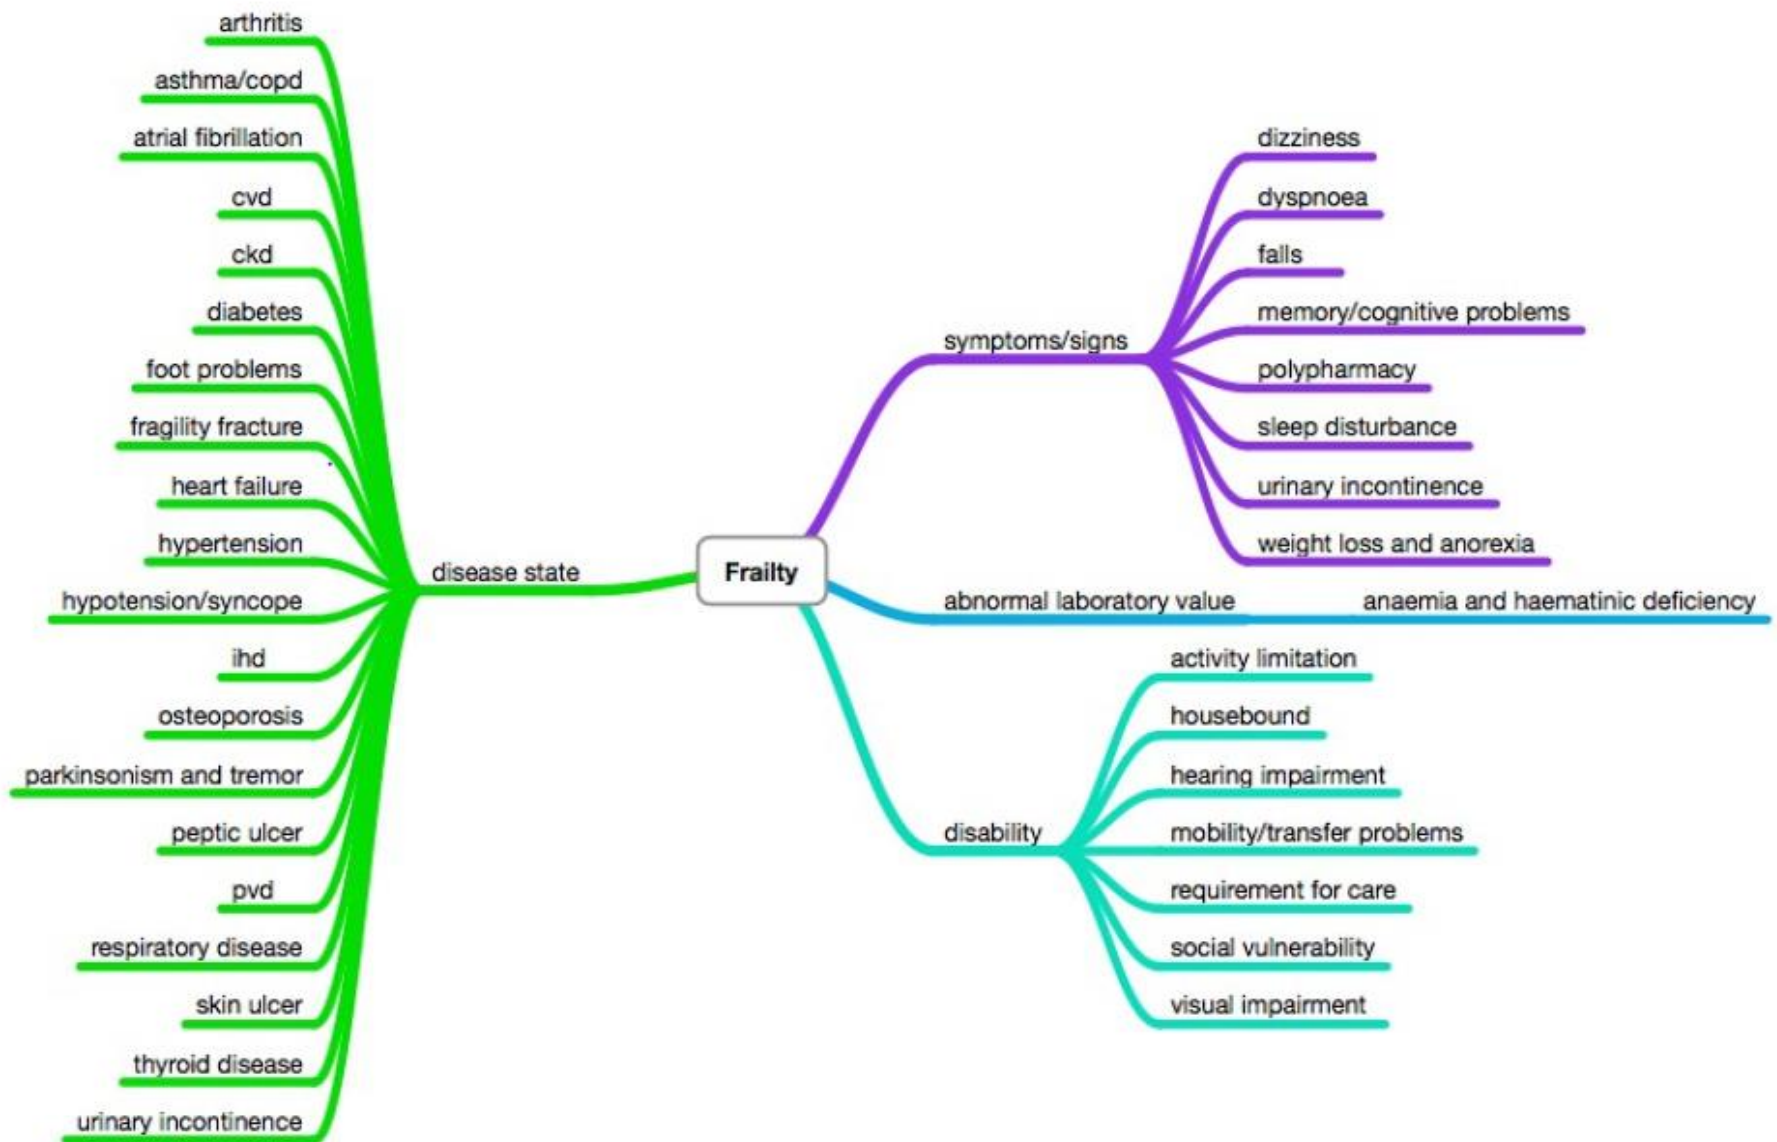 arthritis
asthma/copd
atrial fibrillation
cvd
ckd
diabetes
foot problems
fragility fracture
heart failure
hypertension
hypotension/syncope
ihd
osteoporosis
parkinsonism and tremor
peptic ulcer
pvd
respiratory disease
skin ulcer
thyroid disease
urinary incontinence
disease state
Frailty
symptoms/signs
dizziness
dyspnoea
falls
memory/cognitive problems
polypharmacy
sleep disturbance
urinary incontinence
weight loss and anorexia
abnormal laboratory value
anaemia and haematinic deficiency
disability
activity limitation
housebound
hearing impairment
mobility/transfer problems
requirement for care
social vulnerability
visual impairment